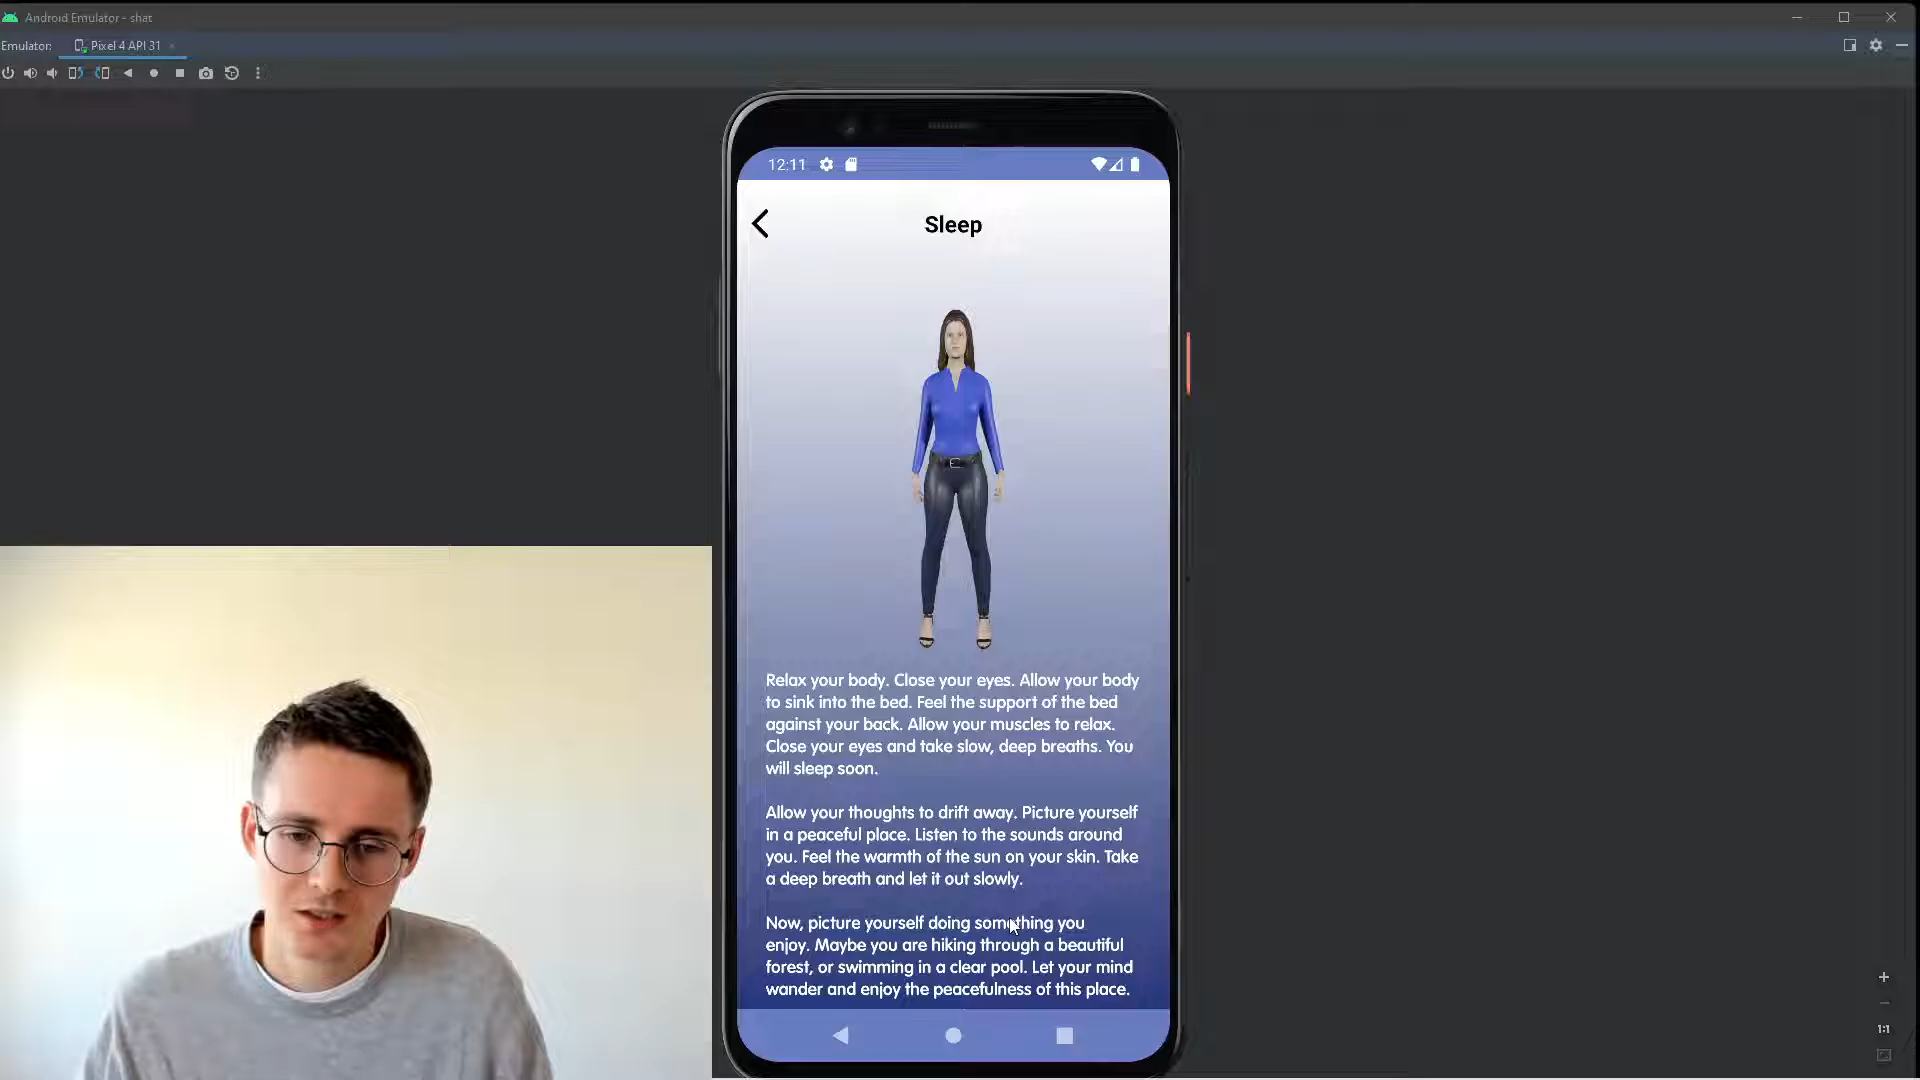 Android Emulator - shat
Emulator:
Pixel 4 API 31
12:11
Sleep
Relax your body. Close your eyes. Allow your body
to sink into the bed. Feel the support of the bed
against your back. Allow your muscles to relax.
Close your eyes and take slow, deep breaths. You
will sleep soon.
Allow your thoughts to drift away. Picture yourself
in a peaceful place. Listen to the sounds around
you. Feel the warmth of the sun on your skin. Take
a deep breath and let it out slowly.
Now, picture yourself doing something you
enjoy. Maybe you are hiking through a beautiful
forest, or swimming in a clear pool. Let your mind
wander and enjoy the peacefulness of this place.
1:1